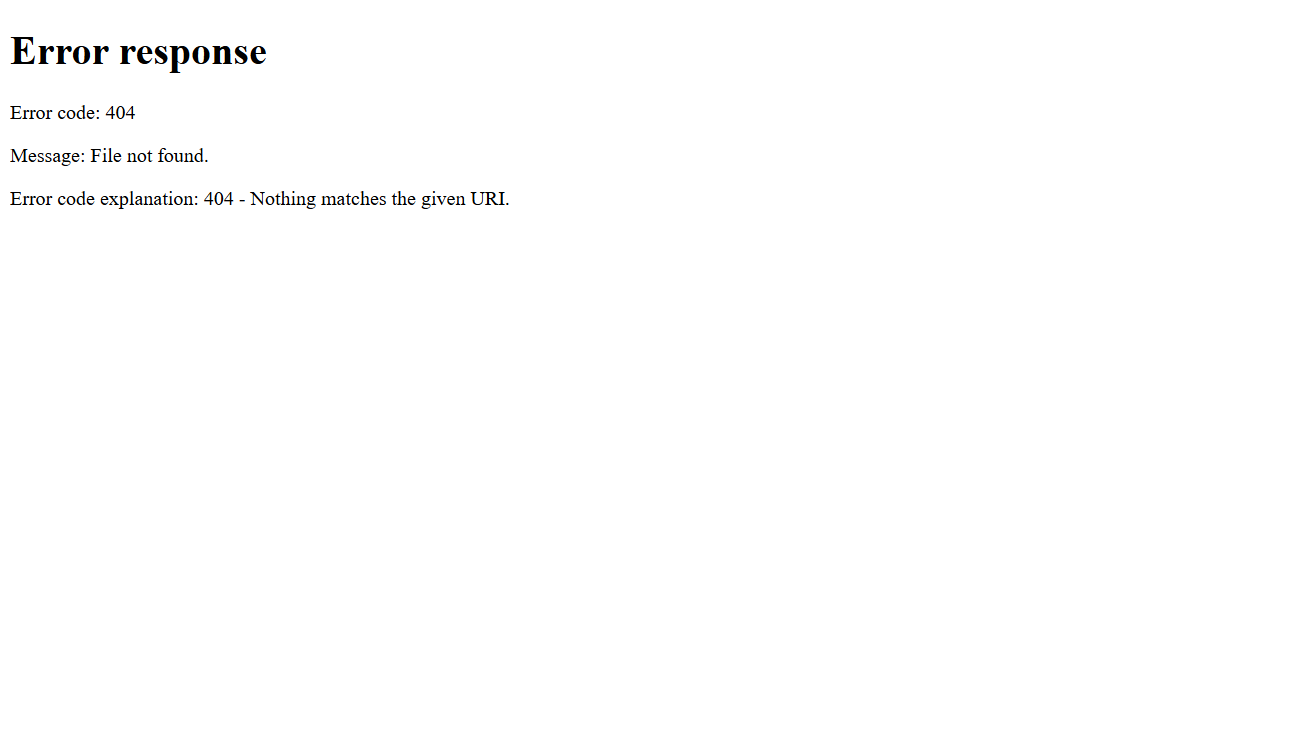 Error response
Error code: 404
Message: File not found.
Error code explanation: 404 - Nothing matches the given URI.